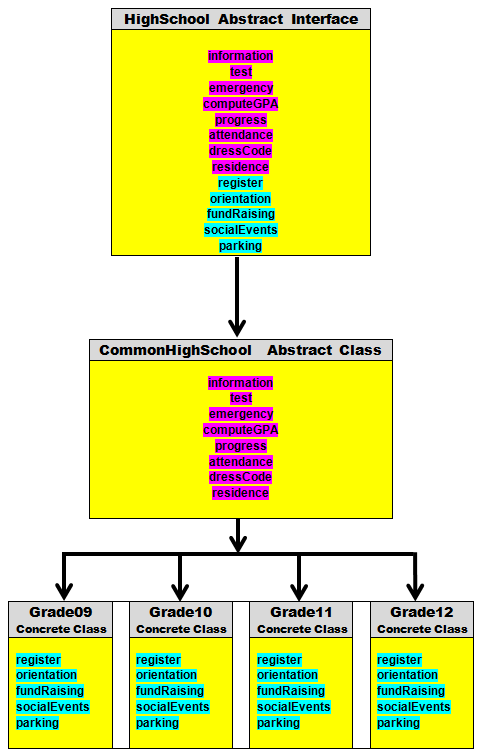 HighSchool Abstract Interface
information
test
emergency
computeGPA
progress
attendance
dressCode
residence
register
orientation
fundRaising
socialEvents
parking
CommonHighSchool Abstract Class
information
test
emergency
computeGPA
progress
attendance
dressCode
residence
Grade09
Concrete Class
register
orientation
fundRaising
socialEvents
parking
Grade10
Concrete Class
register
orientation
fundRaising
socialEvents
parking
Grade11
Concrete Class
register
orientation
fundRaising
socialEvents
parking
Grade12
Concrete Class
register
orientation
fundRaising
socialEvents
parking